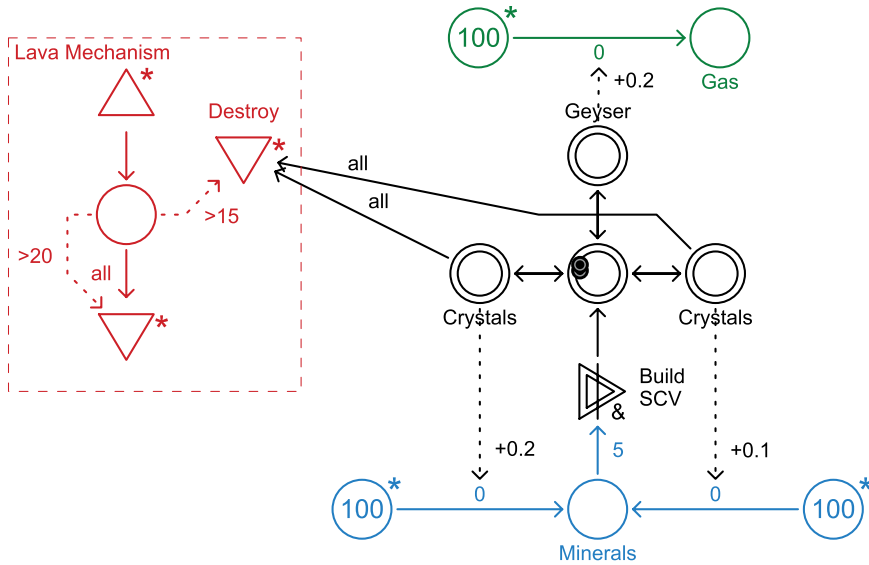 100*
0
Gas
+0.2
Geyser
Lava Mechanism
*
Destroy
*
all
all
>15
>20
all
*
Crystals
Crystals
Build
SCV
&
5
+0.2
+0.1
100*
0
0
100*
Minerals